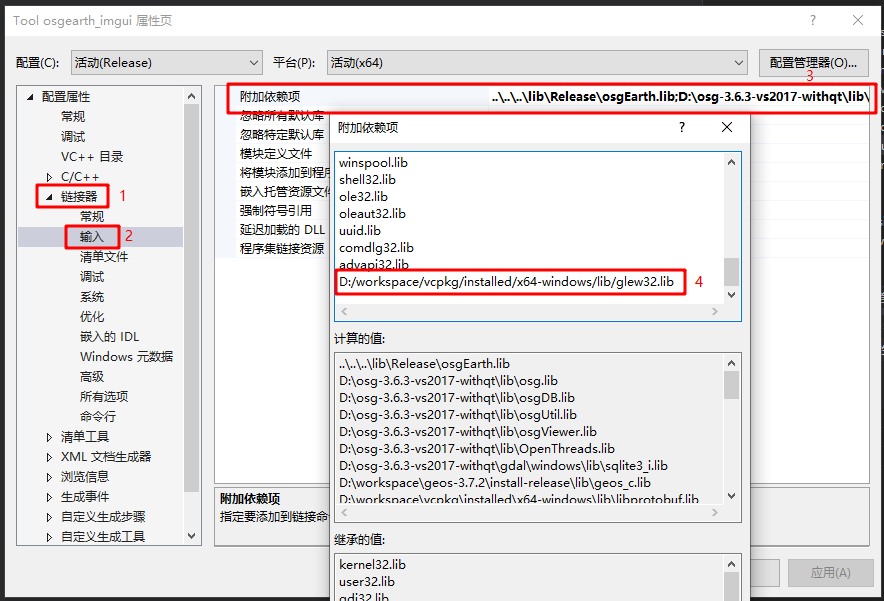 Tool osgearth_imgui 属性页
?
配置(C):
活动(Release)
平台(P):
活动(x64)
配置管理器(O)...
3
配置属性
常规
调试
VC++ 目录
C/C++
链接器
1
常规
输入
2
清单文件
调试
系统
优化
嵌入的 IDL
Windows 元数据
高级
所有选项
命令行
清单工具
XML 文档生成器
浏览信息
生成事件
自定义生成步骤
自定义生成工具
附加依赖项
..\..\..\lib\Release\osgEarth.lib;D:\osg-3.6.3-vs2017-withqt\lib\
忽略所有默认库
忽略特定默认库
模块定义文件
将模块添加到程序
嵌入托管资源文件
强制符号引用
延迟加载的 DLL
程序集链接资源
附加依赖项
指定要添加到链接命令
附加依赖项
?
winspool.lib
shell32.lib
ole32.lib
oleaut32.lib
uuid.lib
comdlg32.lib
advapi32.lib
D:/workspace/vcpkg/installed/x64-windows/lib/glew32.lib
4
计算的值:
..\..\..\lib\Release\osgEarth.lib
D:\osg-3.6.3-vs2017-withqt\lib\osg.lib
D:\osg-3.6.3-vs2017-withqt\lib\osgDB.lib
D:\osg-3.6.3-vs2017-withqt\lib\osgUtil.lib
D:\osg-3.6.3-vs2017-withqt\lib\osgViewer.lib
D:\osg-3.6.3-vs2017-withqt\lib\OpenThreads.lib
D:\osg-3.6.3-vs2017-withqt\gdal\windows\lib\sqlite3_i.lib
D:\workspace\geos-3.7.2\install-release\lib\geos_c.lib
D:\workspace\vcpkg\installed\x64-windows\lib\libprotobuf.lib
继承的值:
kernel32.lib
user32.lib
gdi32.lib
应用(A)